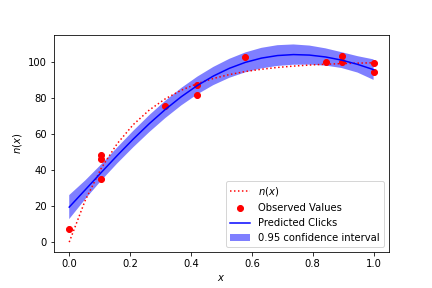 100
80
60
40
20
0
n(x)
0.0 0.2 0.4 0.6 0.8 1.0
x
n(x)
Observed Values
Predicted Clicks
0.95 confidence interval